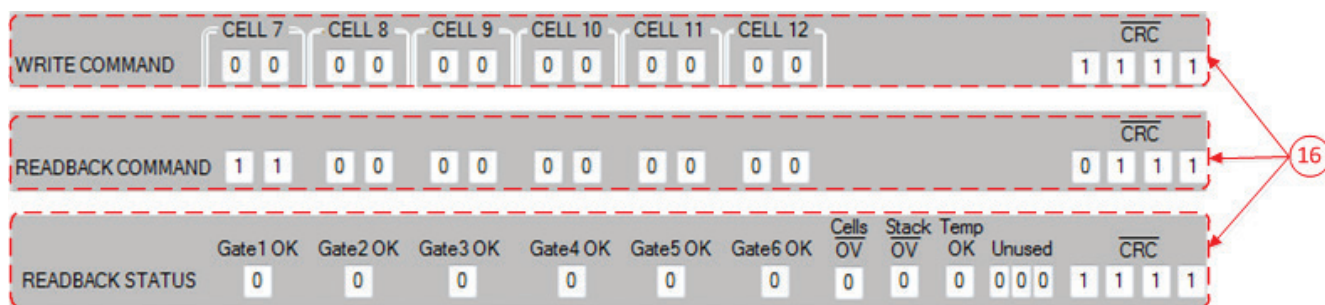 CELL 7 CELL 8 CELL 9 CELL 10 CELL 11 CELL 12 CRC
WRITE COMMAND 0 0 0 0 0 0 0 0 0 0 0 0 1 1 1 1
CRC
READBACK COMMAND 1 1 0 0 0 0 0 0 0 0 0 0 0 1 1 1
16
Cells Stack Temp
Gate1 OK Gate2 OK Gate3 OK Gate4 OK Gate5 OK Gate6 OK OV OV OK Unused CRC
READBACK STATUS 0 0 0 0 0 0 0 0 0 0 0 0 1 1 1 1